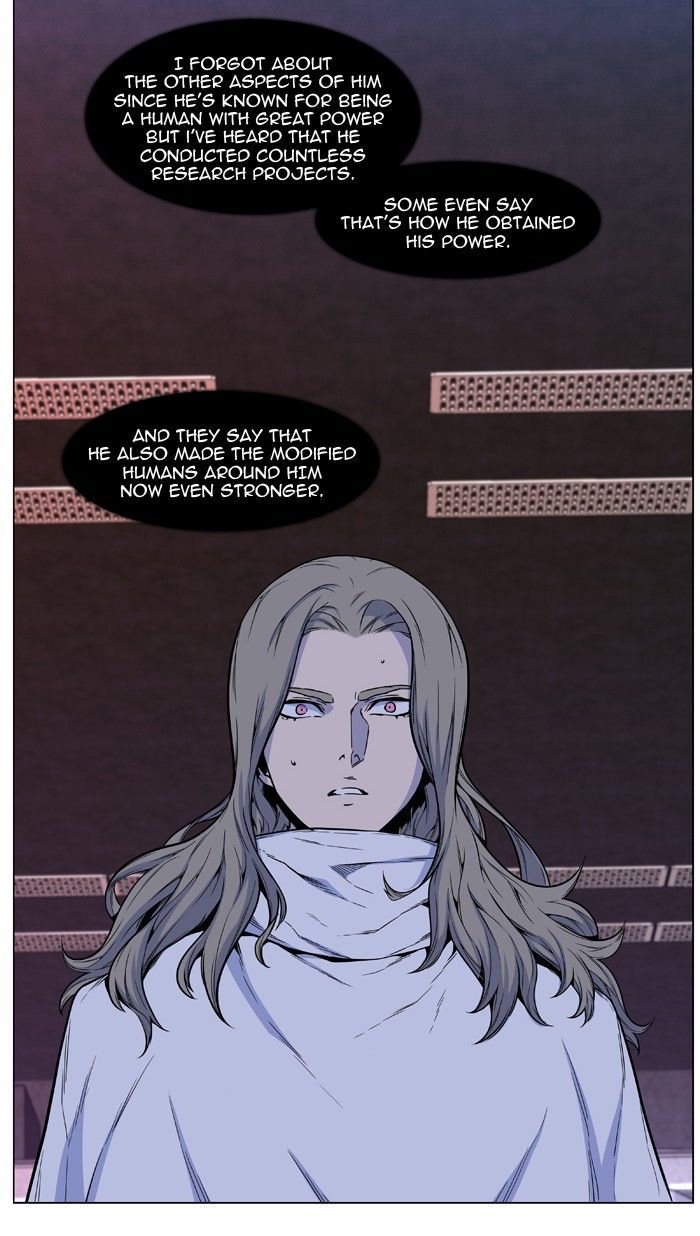 I FORGOT ABOUT
THE OTHER ASPECTS OF HIM
SINCE HE'S KNOWN FOR BEING
A HUMAN WITH GREAT POWER
BUT I'VE HEARD THAT HE
CONDUCTED COUNTLESS
RESEARCH PROJECTS.
SOME EVEN SAY
THAT'S HOW HE OBTAINED
HIS POWER.
AND THEY SAY THAT
HE ALSO MADE THE MODIFIED
HUMANS AROUND HIM
NOW EVEN STRONGER.